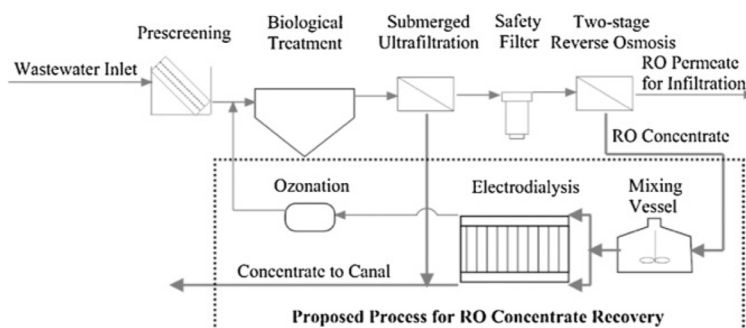 Prescreening
Biological
Treatment
Submerged
Ultrafiltration
Safety
Filter
Two-stage
Reverse Osmosis
Wastewater Inlet
RO Permeate
for Infiltration
RO Concentrate
Ozonation
Electrodialysis
Mixing
Vessel
Concentrate to Canal
Proposed Process for RO Concentrate Recovery